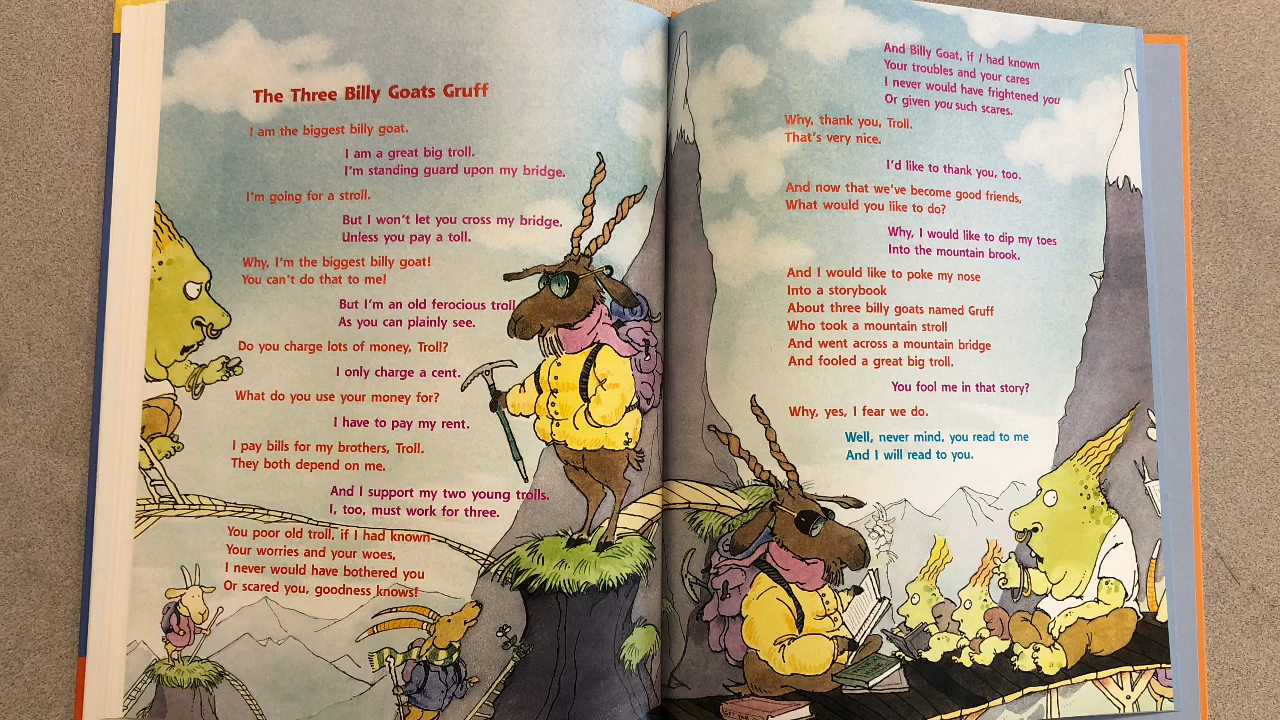 The Three Billy Goats Gruff
I am the biggest billy goat.
I am a great big troll.
I'm standing guard upon my bridge.
I'm going for a stroll.
But I won't let you cross my bridge.
Unless you pay a toll.
Why, I'm the biggest billy goat!
You can't do that to me!
But I'm an old ferocious troll
As you can plainly see.
Do you charge lots of money, Troll?
I only charge a cent.
What do you use your money for?
I have to pay my rent.
I pay bills for my brothers, Troll.
They both depend on me.
And I support my two young trolls.
I, too, must work for three.
You poor old troll, if I had known
Your worries and your woes,
I never would have bothered you
Or scared you, goodness knows!
And Billy Goat, if I had known
Your troubles and your cares
I never would have frightened you
Or given you such scares.
Why, thank you, Troll.
That's very nice.
I'd like to thank you, too.
And now that we've become good friends,
What would you like to do?
Why, I would like to dip my toes
Into the mountain brook.
And I would like to poke my nose
Into a storybook
About three billy goats named Gruff
Who took a mountain stroll
And went across a mountain bridge
And fooled a great big troll.
You fool me in that story?
Why, yes, I fear we do.
Well, never mind, you read to me
And I will read to you.